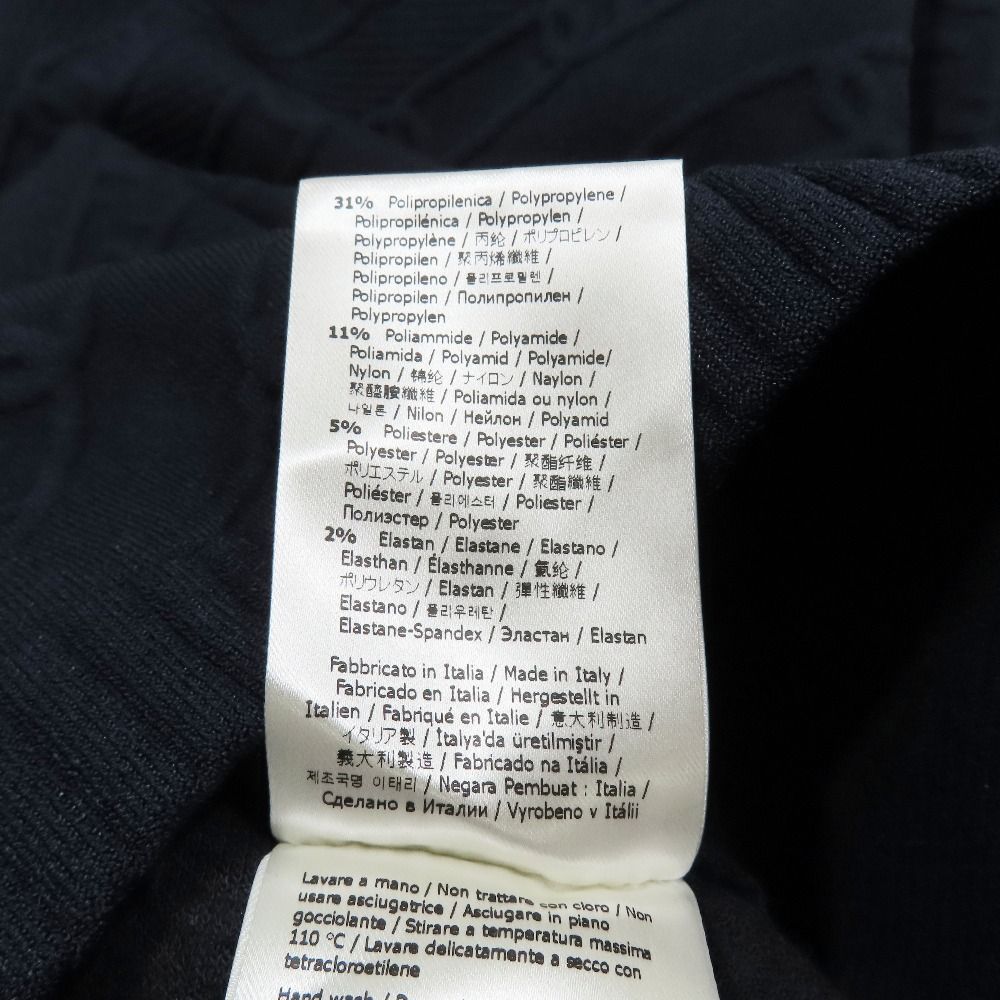 31% Polipropilenica / Polypropylene /
Polipropilénica / Polypropylen /
Polypropylène / 丙纶 / ポリプロピレン /
Polipropilen / 聚丙烯纖維 /
Polipropileno / 폴리프로필렌 /
Polipropilen / Полипропилен /
Polypropylen
11% Poliammide / Polyamide /
Poliamida / Polyamid / Polyamide/
Nylon / 锦纶 / ナイロン / Naylon /
聚醯胺纖維 / Poliamida ou nylon /
나일론 / Nilon / Нейлон / Polyamid
5% Poliestere / Polyester / Poliéster /
Polyester / Polyester / 聚酯纤维 /
ポリエステル / Polyester / 聚酯纖維 /
Poliéster / 폴리에스터 / Poliester /
Полиэстер / Polyester
2% Elastan / Elastane / Elastano /
Elasthan / Élasthanne / 氨纶 /
ポリウレタン / Elastan / 彈性纖維 /
Elastano / 폴리우레탄 /
Elastane-Spandex / Эластан / Elastan
Fabbricato in Italia / Made in Italy /
Fabricado en Italia / Hergestellt in
Italien / Fabriqué en Italie / 意大利制造 /
イタリア製 / İtalya'da üretilmiştir /
義大利製造 / Fabricado na Itália /
제조국명 이태리 / Negara Pembuat : Italia /
Сделано в Италии / Vyrobeno v Itálii
Lavare a mano / Non trattare con cloro / Non
usare asciugatrice / Asciugare in piano
gocciolante / Stirare a temperatura massima
110 °C / Lavare delicatamente a secco con
tetracloroetilene
Hand wash /